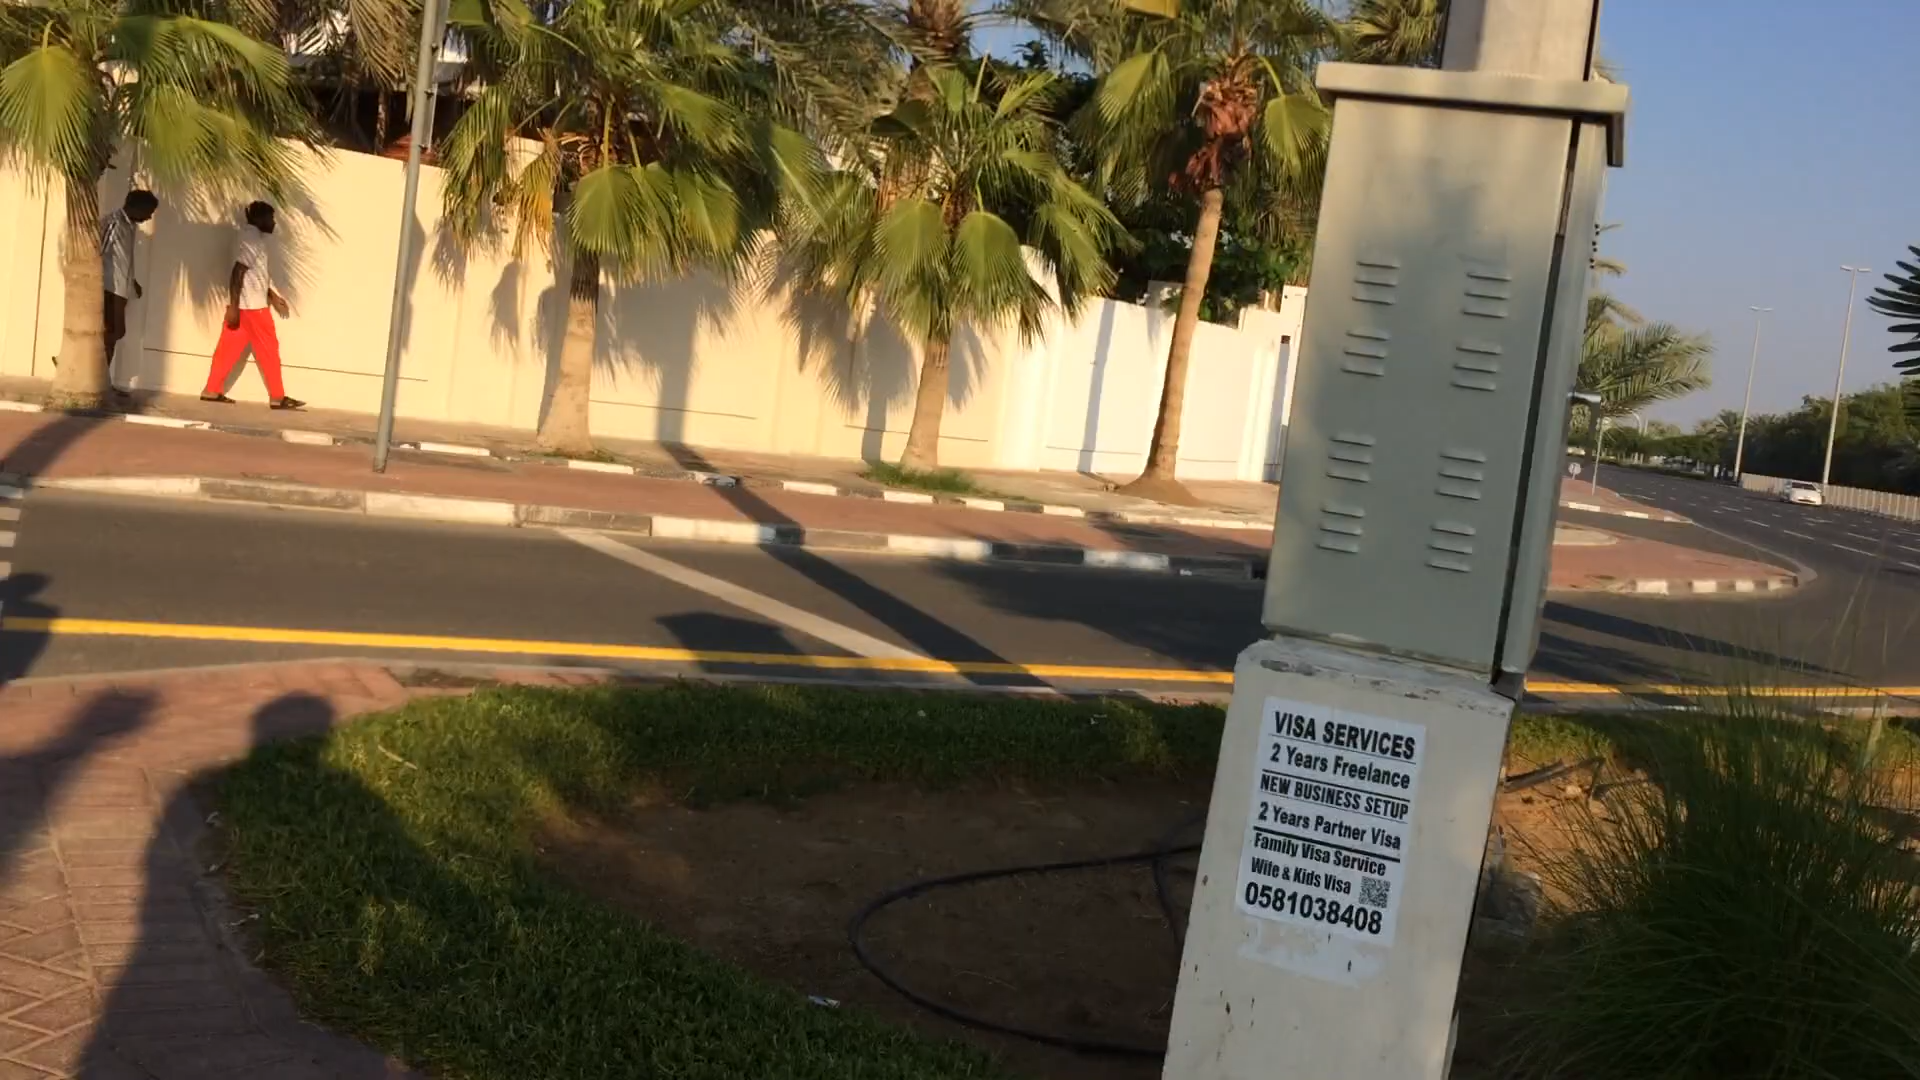 VISA SERVICES
2 Years Freelance
NEW BUSINESS SETUP
2 Years Partner Visa
Family Visa Service
Wife & Kids Visa
0581038408